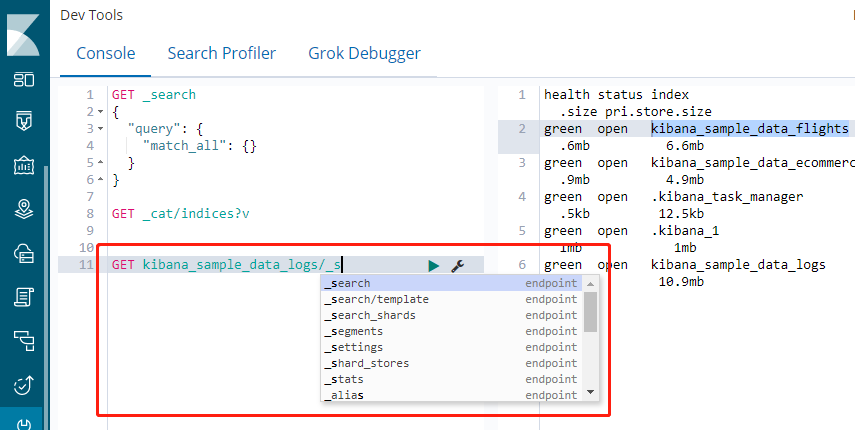 Dev Tools
Console Search Profiler Grok Debugger
1 GET _search
2 {
3 "query": {
4 "match_all": {}
5 }
6 }
7
8 GET _cat/indices?v
9
10
11 GET kibana_sample_data_logs/_s
_search endpoint
_search/template endpoint
_search_shards endpoint
_segments endpoint
_settings endpoint
_shard_stores endpoint
_stats endpoint
_alias endpoint
1 health status index
.size pri.store.size
2 green open kibana_sample_data_flights
.6mb 6.6mb
3 green open kibana_sample_data_ecommerc
.9mb 4.9mb
4 green open .kibana_task_manager
.5kb 12.5kb
5 green open .kibana_1
1mb 1mb
6 green open kibana_sample_data_logs
10.9mb